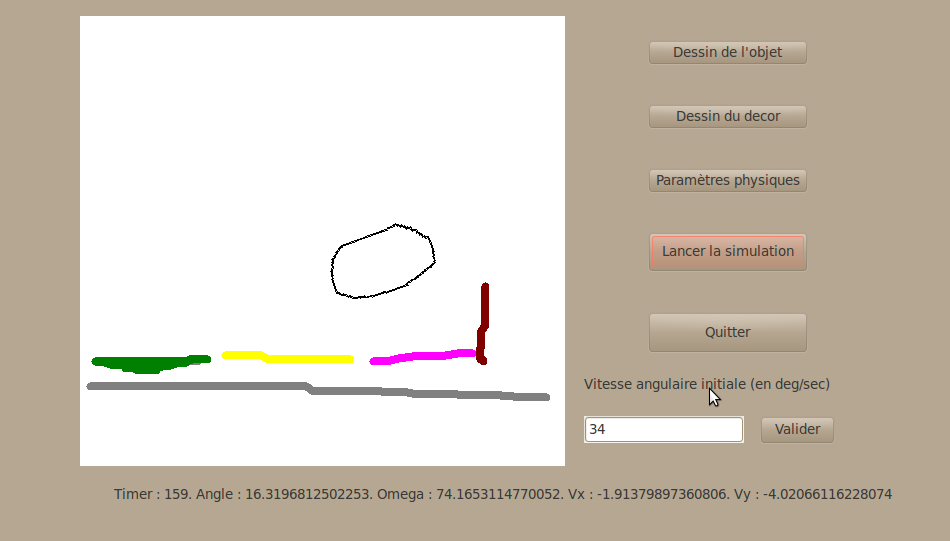 Dessin de l'objet
Dessin du decor
Paramètres physiques
Lancer la simulation
Quitter
Vitesse angulaire initiale (en deg/sec)
34
Valider
Timer : 159. Angle : 16.3196812502253. Omega : 74.1653114770052. Vx : -1.91379897360806. Vy : -4.02066116228074